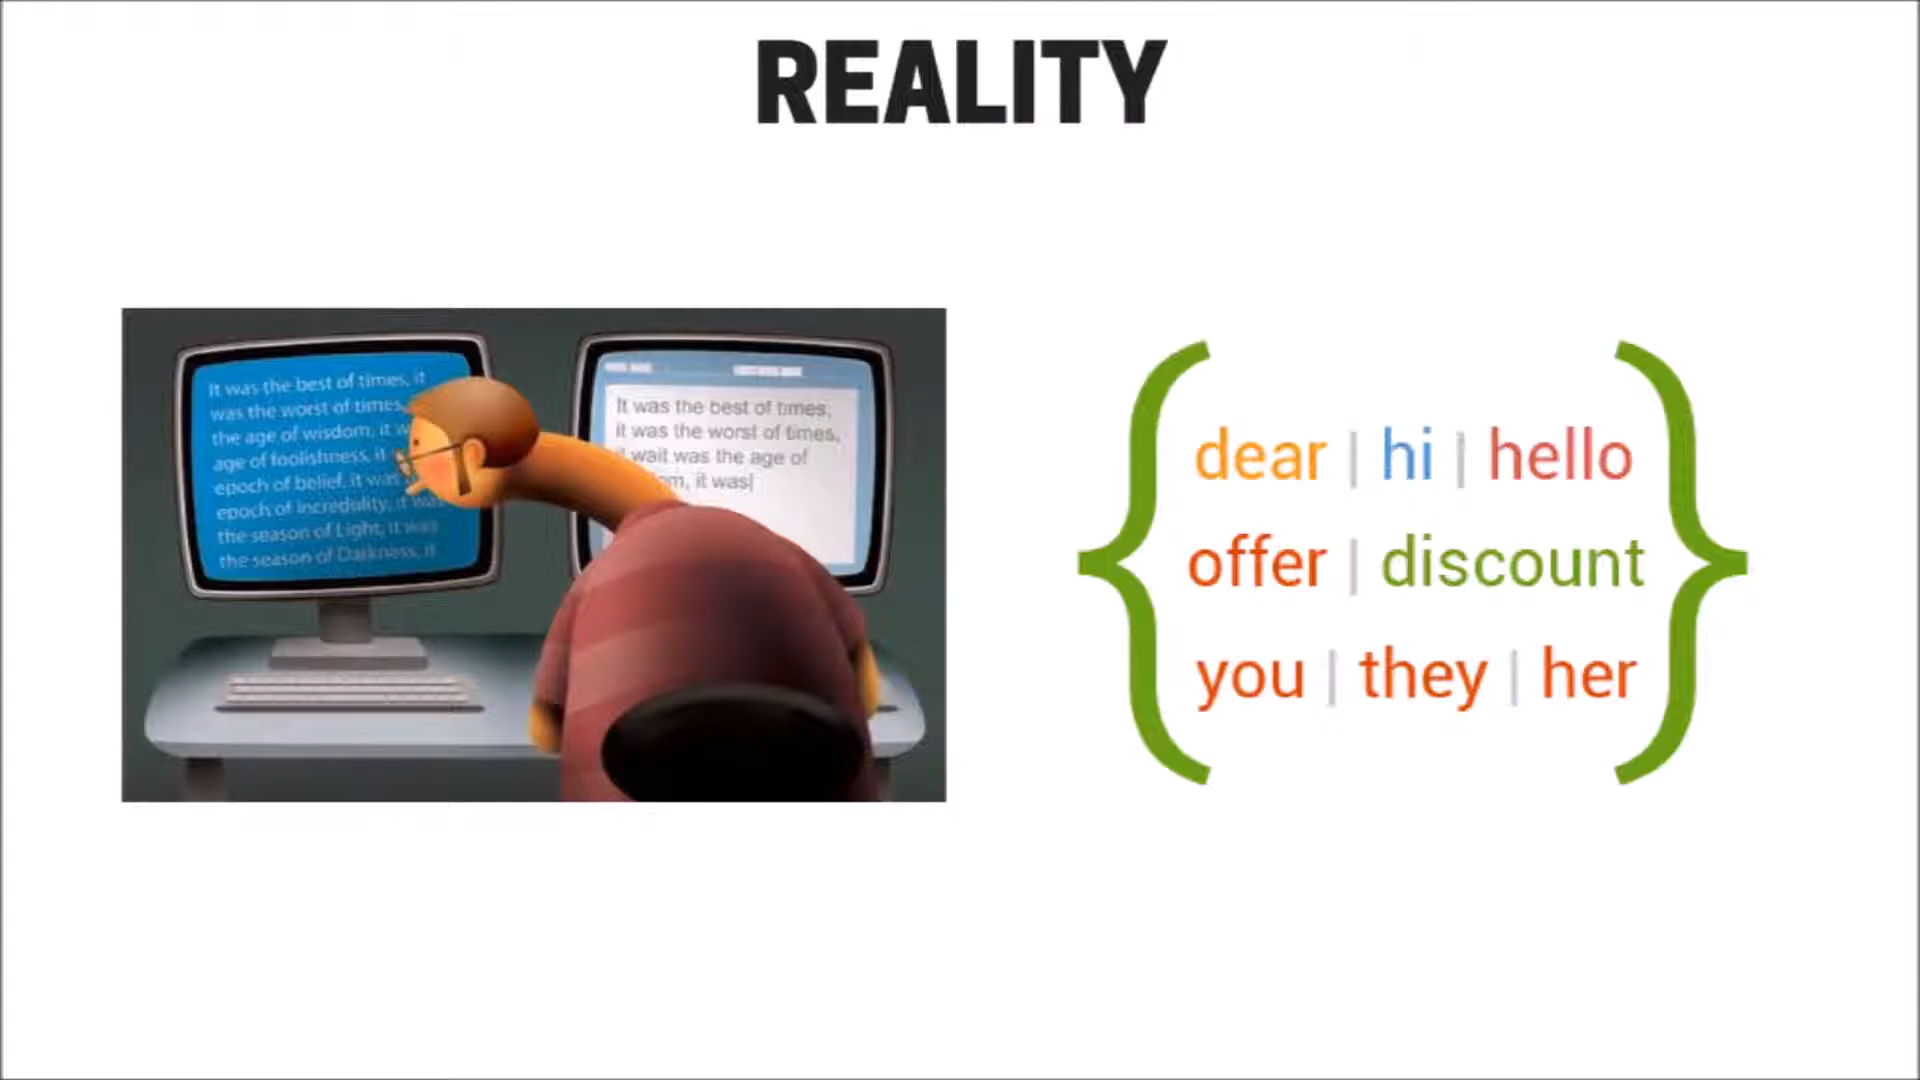 REALITY
It was the best of times, it
was the worst of times,
the age of wisdom, it
age of foolishness, it
epoch of belief, it was
epoch of incredulity, it was
the season of Light, it was
the season of Darkness, it
It was the best of times,
it was the worst of times,
wait was the age of
it was
dear | hi | hello
offer | discount
you | they | her